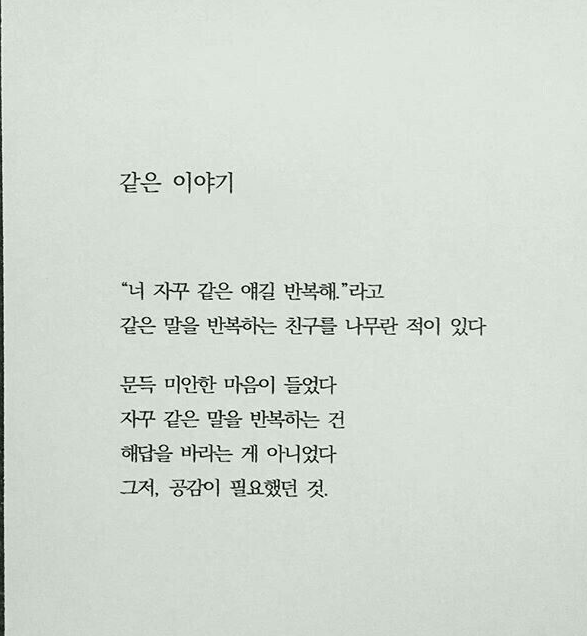 같은 이야기
“너 자꾸 같은 얘길 반복해.”라고
같은 말을 반복하는 친구를 나무란 적이 있다
문득 미안한 마음이 들었다
자꾸 같은 말을 반복하는 건
해답을 바라는 게 아니었다
그저, 공감이 필요했던 것.